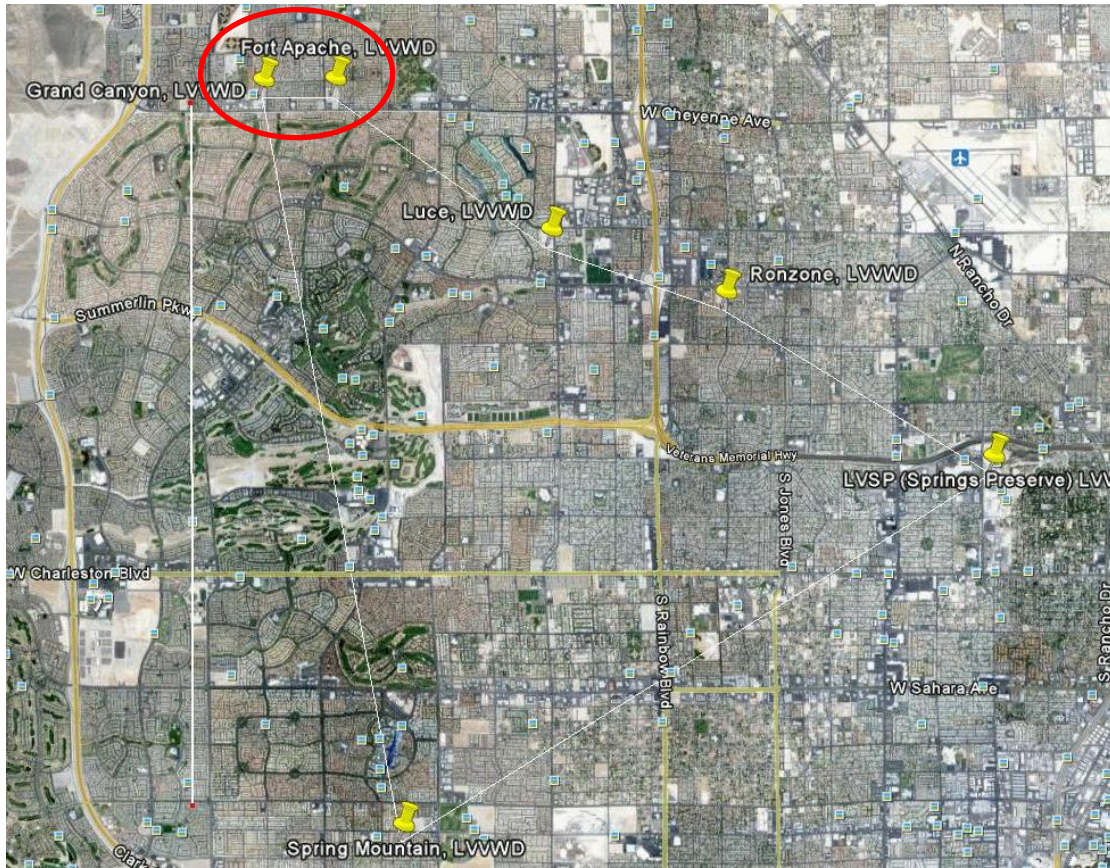 Fort Apache, LVVWD
Grand Canyon, LVVWD
W Cheyenne Ave
Luce, LVVWD
Ronzone, LVVWD
N Rancho Dr
Summerlin Pkwy
Veterans Memorial Hwy
LVSP (Springs Preserve) LVV
S Jones Blvd
W Charleston Blvd
S Rainbow Blvd
S Rancho Dr
W Sahara Ave
Spring Mountain, LVVWD
Clark